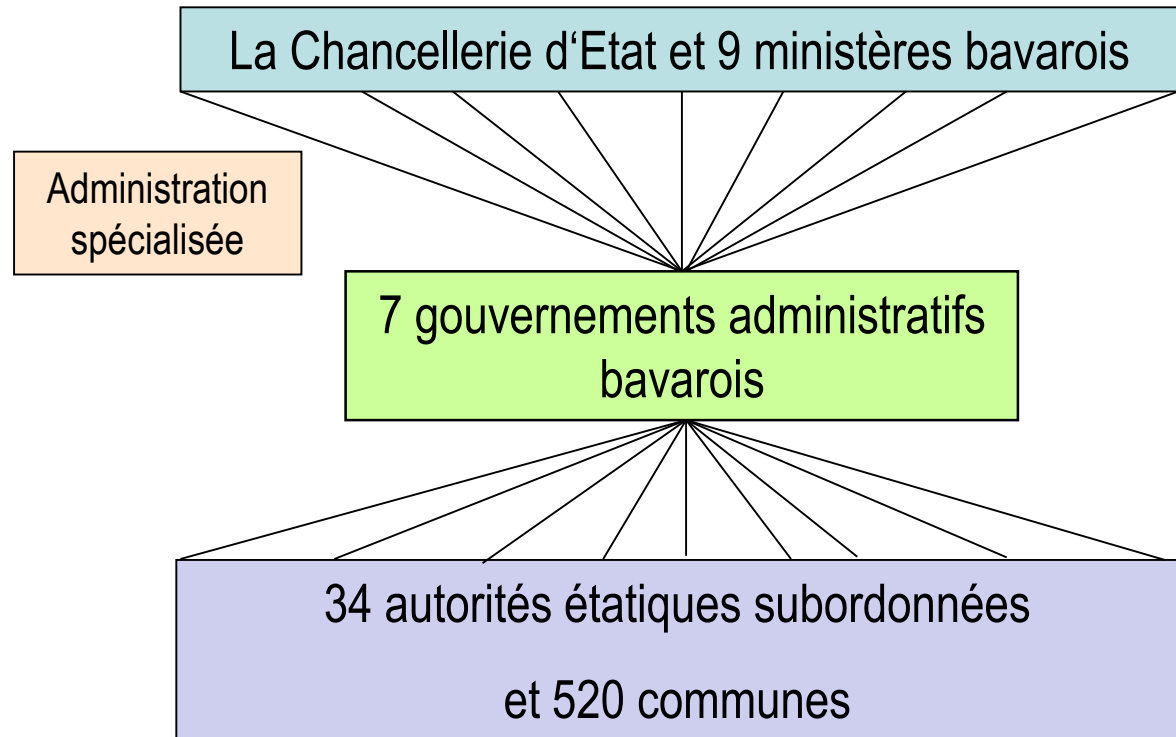 La Chancellerie d‘Etat et 9 ministères bavarois
Administration
spécialisée
7 gouvernements administratifs
bavarois
34 autorités étatiques subordonnées
et 520 communes